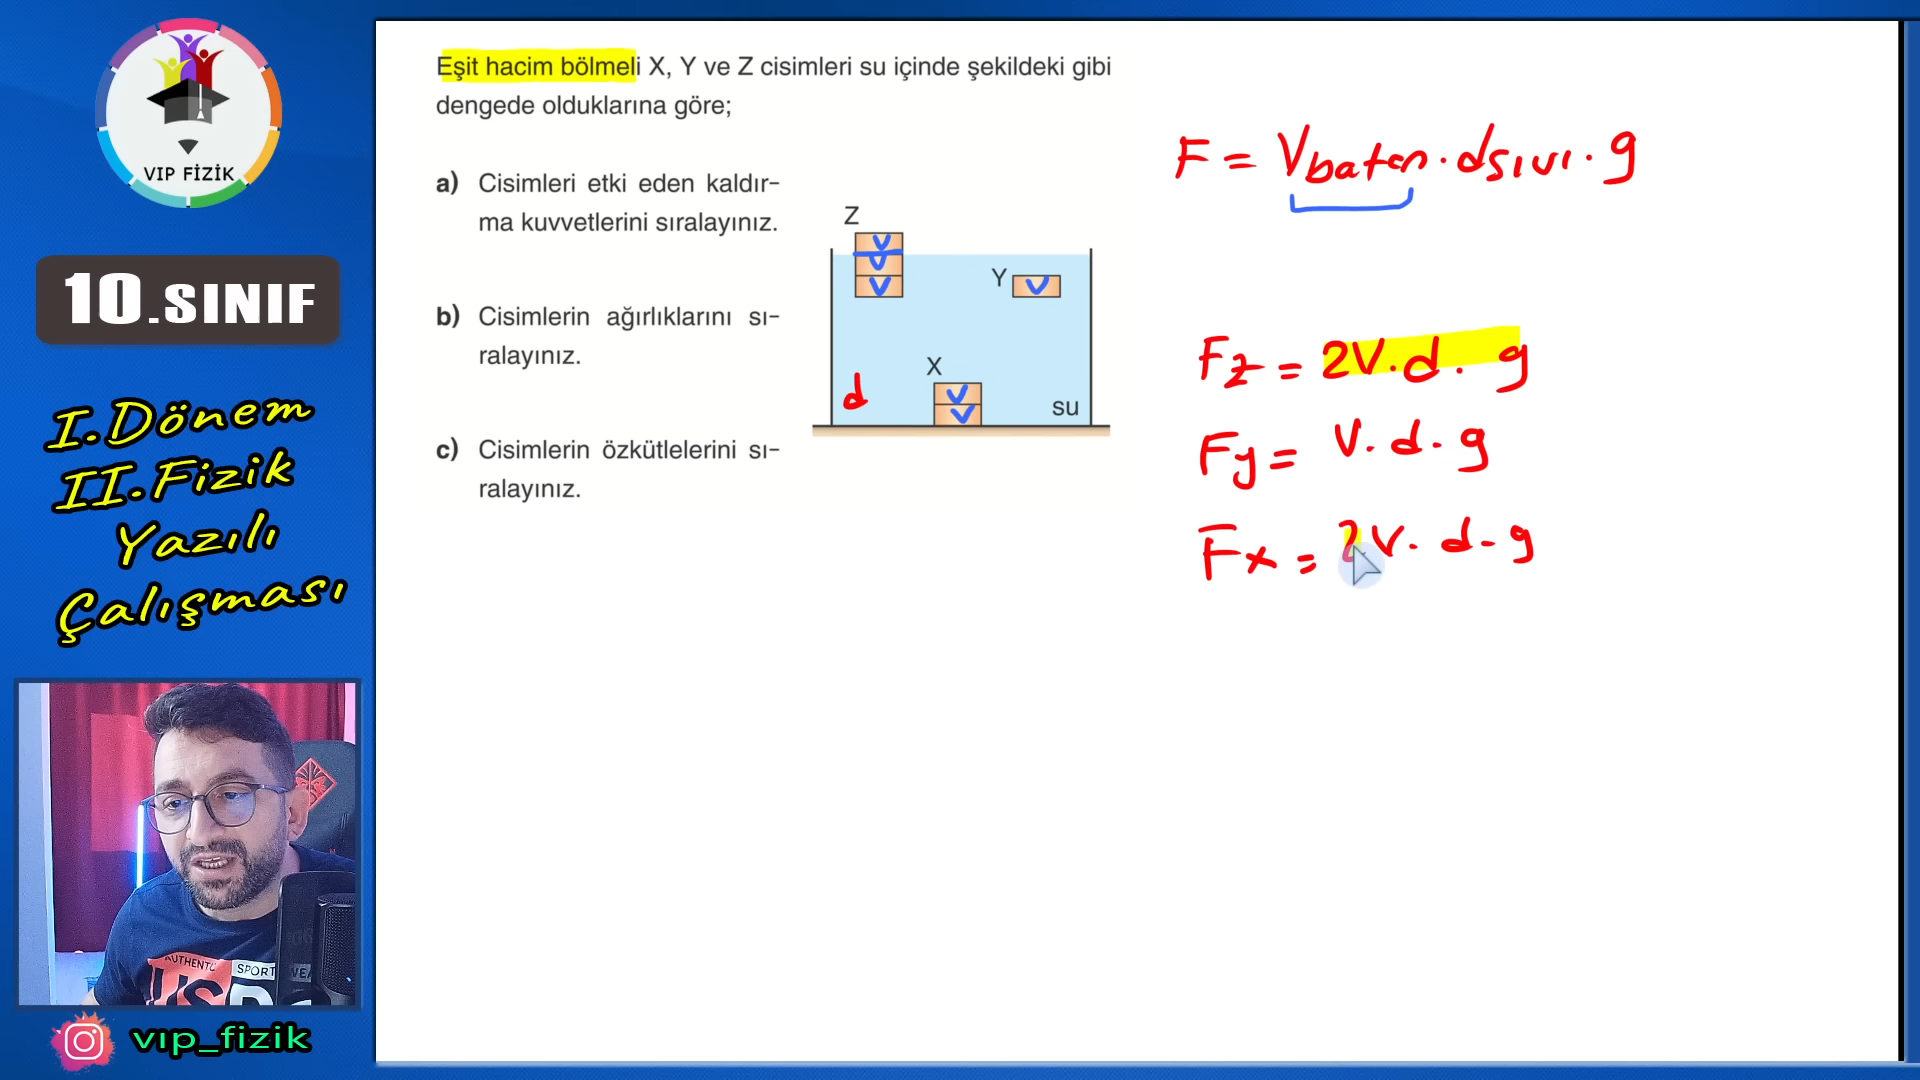 VIP FİZİK
10.SINIF
I.Dönem
II.Fizik
Yazılı
Çalışması
AUTHENTIC
SPORT
vıp_fizik
Eşit hacim bölmeli X, Y ve Z cisimleri su içinde şekildeki gibi
dengede olduklarına göre;
a) Cisimleri etki eden kaldır-
ma kuvvetlerini sıralayınız.
b) Cisimlerin ağırlıklarını sı-
ralayınız.
c) Cisimlerin özkütlelerini sı-
ralayınız.
Z
V
V
V
Y
V
X
V
V
d
su
F = Vbatan . dsıvı . g
Fz = 2V. d . g
Fy = V. d . g
Fx = 2V. d - g